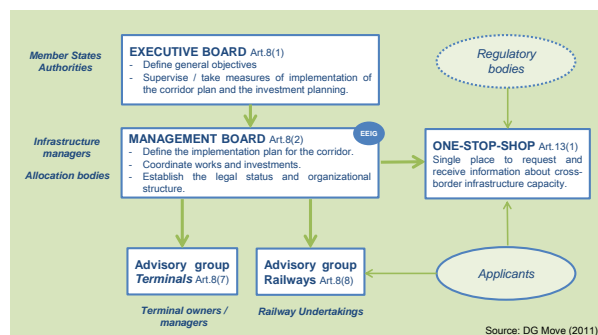 Member States
Authorities
EXECUTIVE BOARD Art.8(1)
- Define general objectives
- Supervise / take measures of implementation of
the corridor plan and the investment planning.
Regulatory
bodies
Infrastructure
managers
Allocation bodies
EEIG
MANAGEMENT BOARD Art.8(2)
- Define the implementation plan for the corridor.
- Coordinate works and investments.
- Establish the legal status and organizational
structure.
ONE-STOP-SHOP Art.13(1)
Single place to request and
receive information about cross-
border infrastructure capacity.
Advisory group
Terminals Art.8(7)
Advisory group
Railways Art.8(8)
Applicants
Terminal owners /
managers
Railway Undertakings
Source: DG Move (2011)